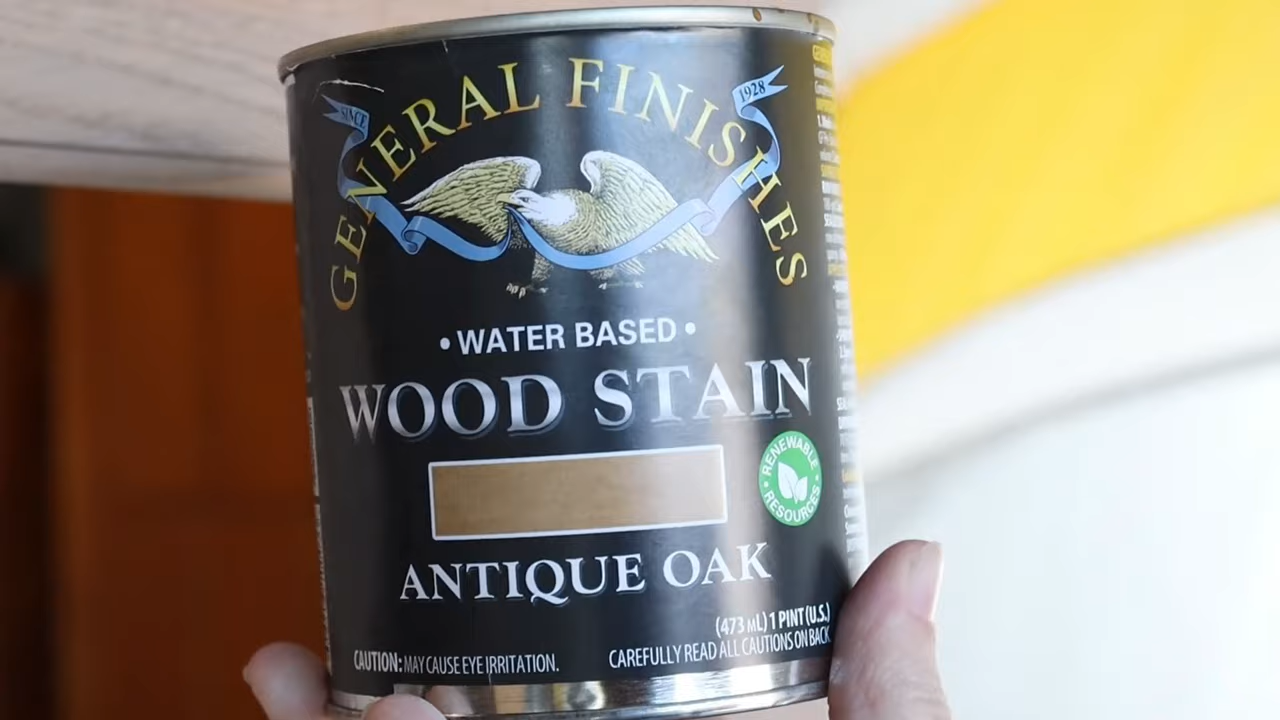 SINCE 1928
GENERAL FINISHES
• WATER BASED •
WOOD STAIN
RENEWABLE • RESOURCES •
ANTIQUE OAK
(473 mL) 1 PINT (U.S.)
CAUTION: MAY CAUSE EYE IRRITATION.
CAREFULLY READ ALL CAUTIONS ON BACK